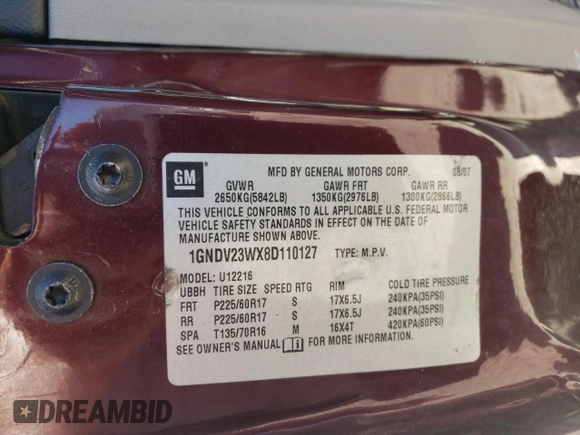 GM
MFD BY GENERAL MOTORS CORP. 08/07
GVWR GAWR FRT GAWR RR
2650KG(5842LB) 1350KG(2976LB) 1300KG(2866LB)
THIS VEHICLE CONFORMS TO ALL APPLICABLE U.S. FEDERAL MOTOR
VEHICLE SAFETY STANDARDS IN EFFECT ON THE DATE OF
MANUFACTURE SHOWN ABOVE.
1GNDV23WX8D110127 TYPE: M.P.V.
MODEL: U12216
UBBH TIRE SIZE SPEED RTG RIM COLD TIRE PRESSURE
FRT P225/60R17 S 17X6.5J 240KPA(35PSI)
RR P225/60R17 S 17X6.5J 240KPA(35PSI)
SPA T135/70R16 M 16X4T 420KPA(60PSI)
SEE OWNER'S MANUAL FOR MORE INFORMATION
DREAMBID